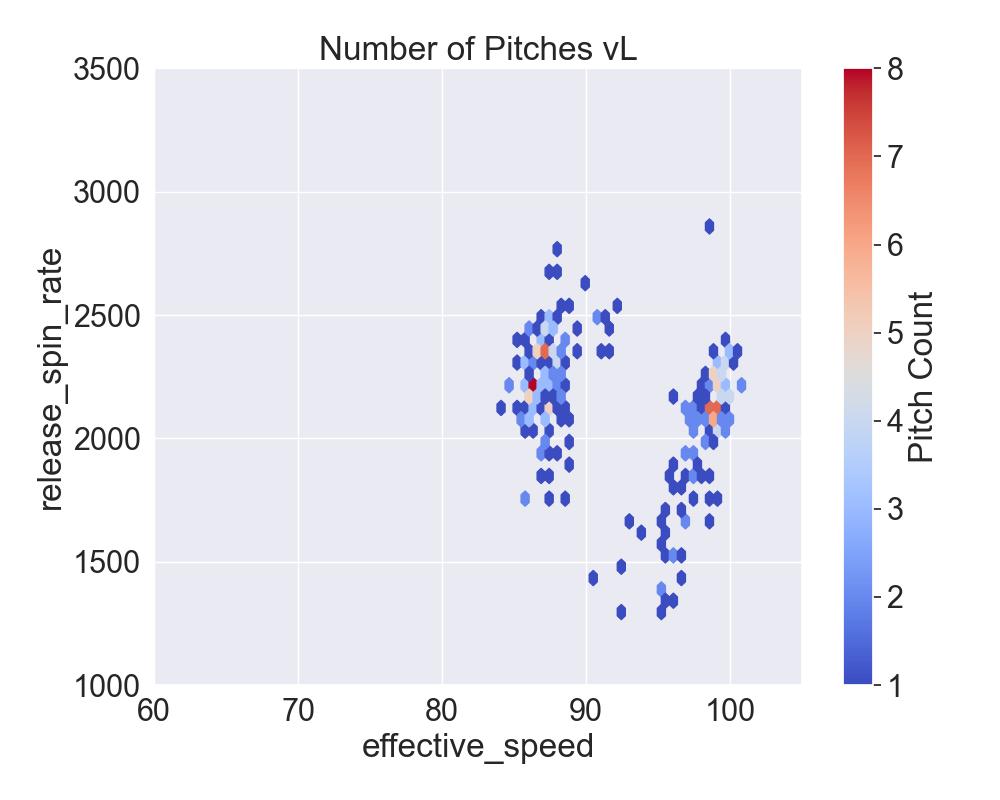 Number of Pitches vL
3500
3000
2500
2000
1500
1000
release_spin_rate
60 70 80 90 100
effective_speed
8
7
6
5
4
3
2
1
Pitch Count